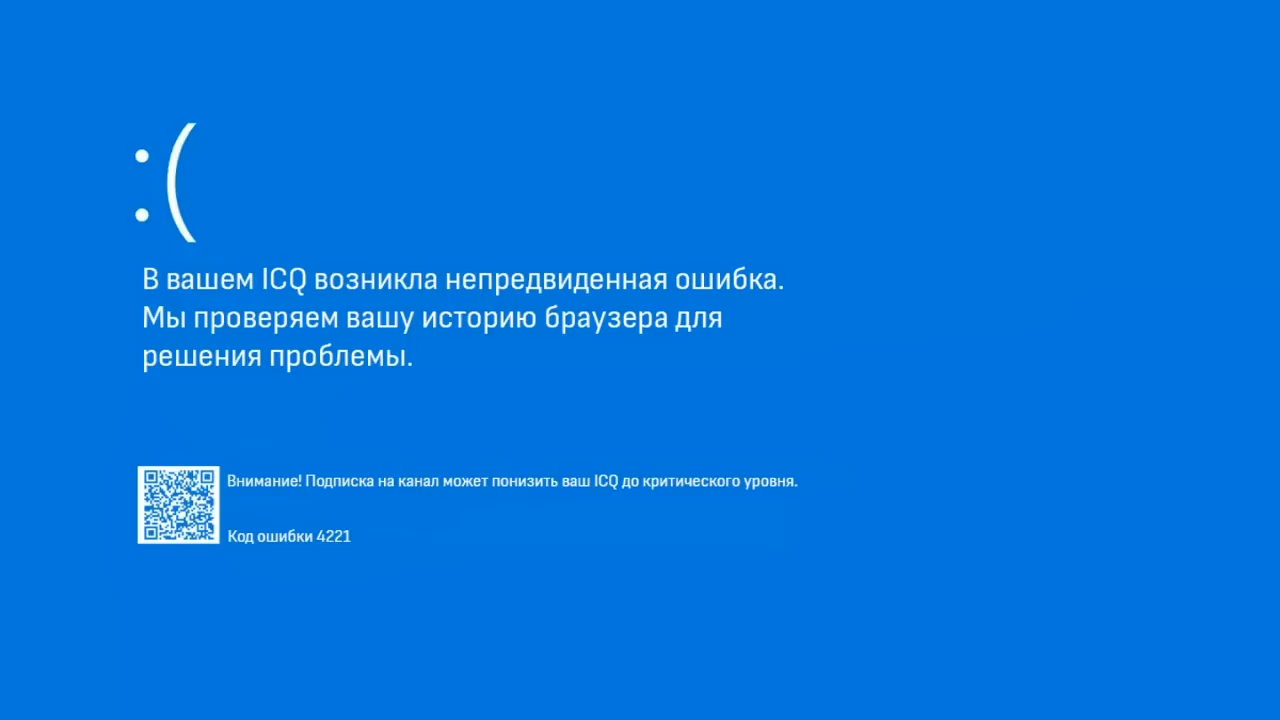 :(
В вашем ICQ возникла непредвиденная ошибка.
Мы проверяем вашу историю браузера для
решения проблемы.
Внимание! Подписка на канал может понизить ваш ICQ до критического уровня.
Код ошибки 4221